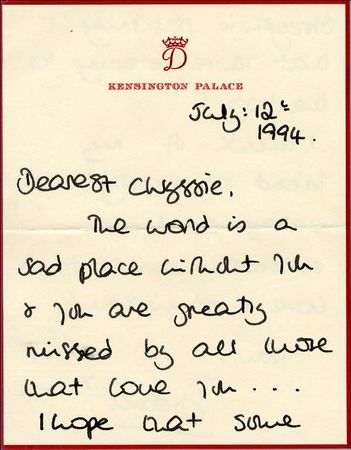 D
KENSINGTON PALACE
July: 12th
1994.
Dearest Chyssie,
The world is a
sad place without you
& you are greatly
missed by all those
that love you...
I hope that some